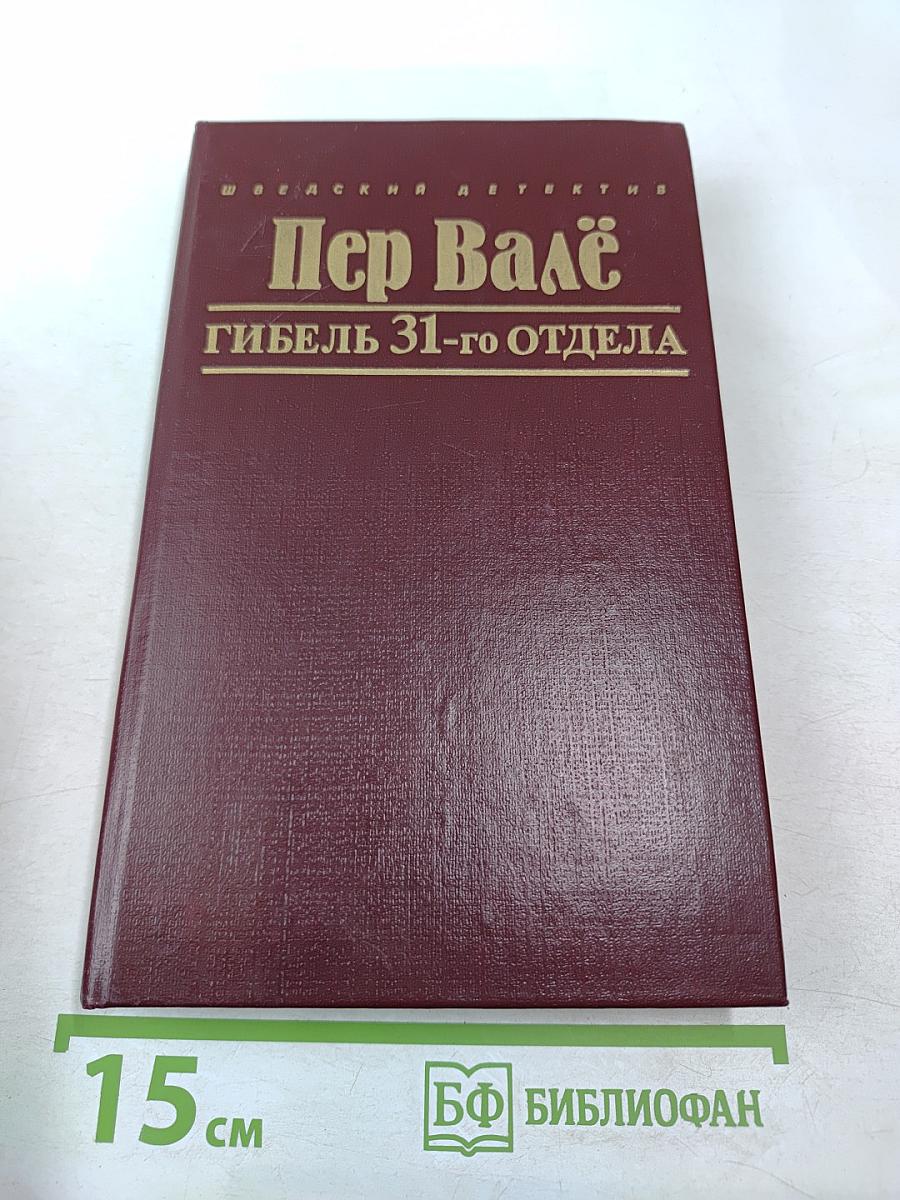 ШВЕДСКИЙ ДЕТЕКТИВ
Пер Валё
ГИБЕЛЬ 31-го ОТДЕЛА
15 см
БФ БИБЛИОФАН